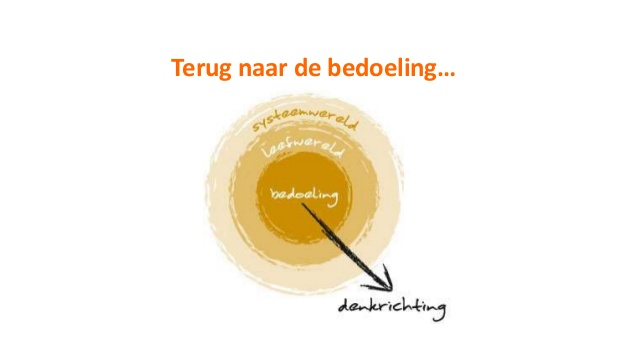 Terug naar de bedoeling...
systeemwereld
leefwereld
bedoeling
denkrichting